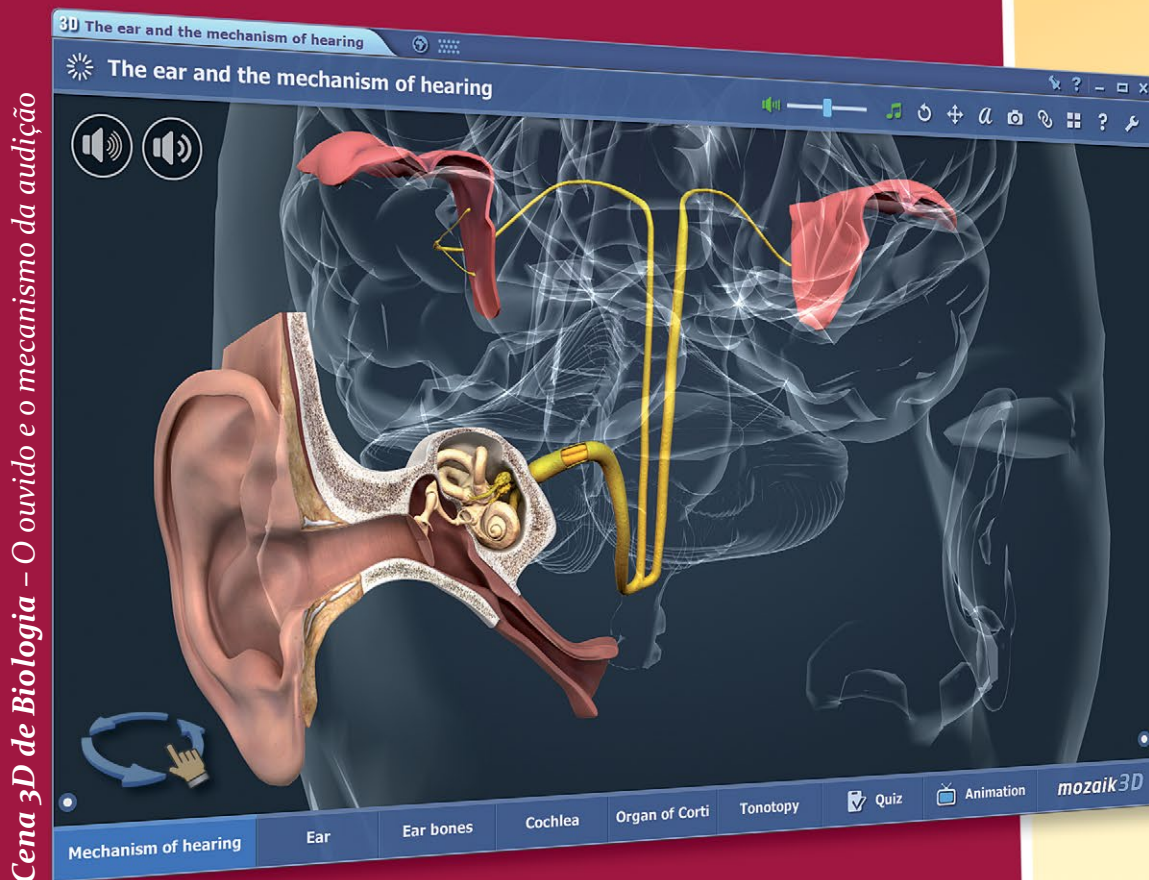 Cena 3D de Biologia – O ouvido e o mecanismo da audição
3D The ear and the mechanism of hearing
The ear and the mechanism of hearing
Mechanism of hearing
Ear
Ear bones
Cochlea
Organ of Corti
Tonotopy
Quiz
Animation
mozaik3D